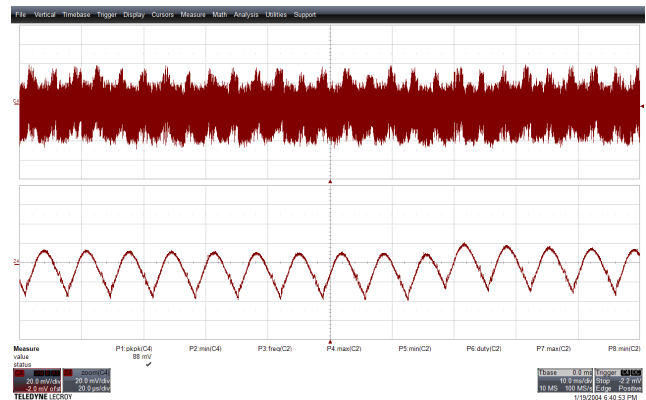 File Vertical Timebase Trigger Display Cursors Measure Math Analysis Utilities Support
C4
Z4
Measure P1:pkpk(C4) P2:min(C4) P3:freq(C2) P4:max(C2) P5:min(C2) P6:duty(C2) P7:max(C2) P8:min(C2)
value 88 mV
status
zoom(C4) Tbase 0.0 ms Trigger C4 DC
20.0 mV/div 20.0 mV/div 10.0 ms/div Stop -2.2 mV
-2.0 mV ofst 20.0 µs/div 10 MS 100 MS/s Edge Positive
TELEDYNE LECROY 1/19/2004 6:40:53 PM